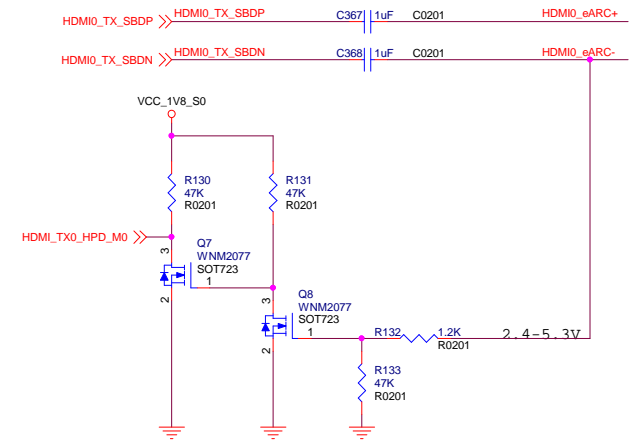 HDMI0_TX_SBDP
HDMI0_TX_SBDP
C367
1uF
C0201
HDMI0_eARC+
HDMI0_TX_SBDN
HDMI0_TX_SBDN
C368
1uF
C0201
HDMI0_eARC-
VCC_1V8_S0
R130
47K
R0201
R131
47K
R0201
HDMI_TX0_HPD_M0
3
Q7
WNM2077
SOT723
1
2
3
Q8
WNM2077
SOT723
1
2
R132
1.2K
R0201
2.4-5.3V
R133
47K
R0201